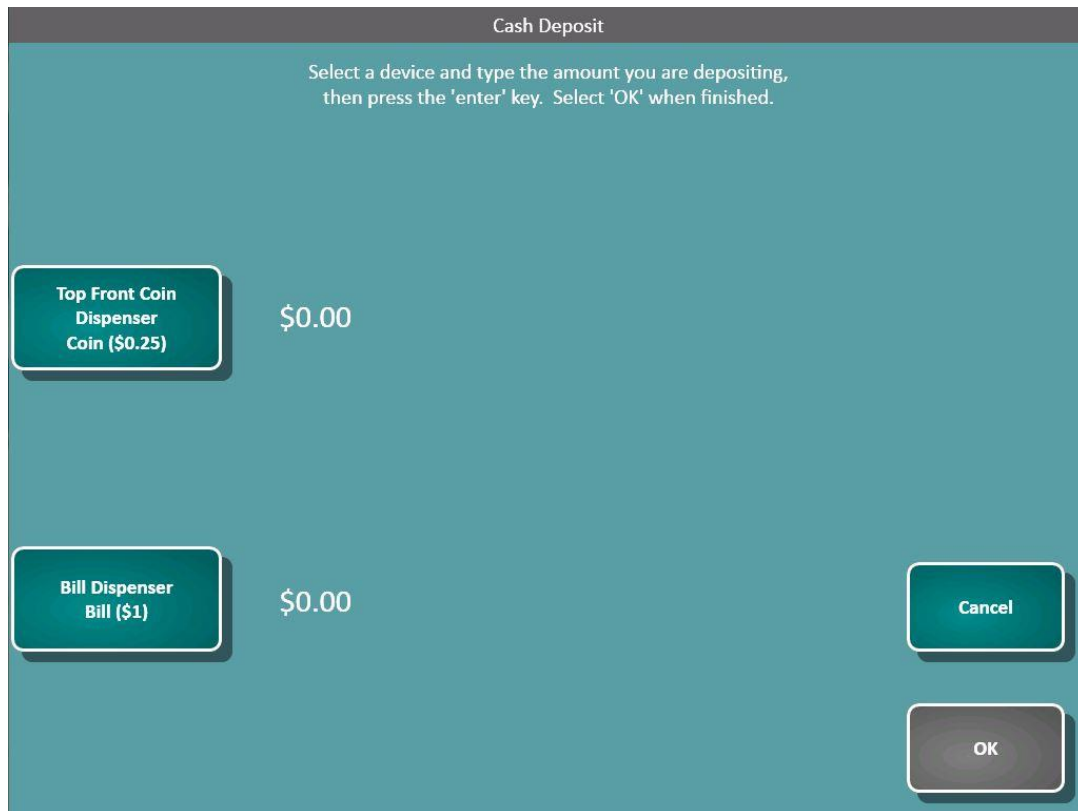 Cash Deposit
Select a device and type the amount you are depositing,
then press the 'enter' key.  Select 'OK' when finished.
Top Front Coin
Dispenser
Coin ($0.25)
$0.00
Bill Dispenser
Bill ($1)
$0.00
Cancel
OK